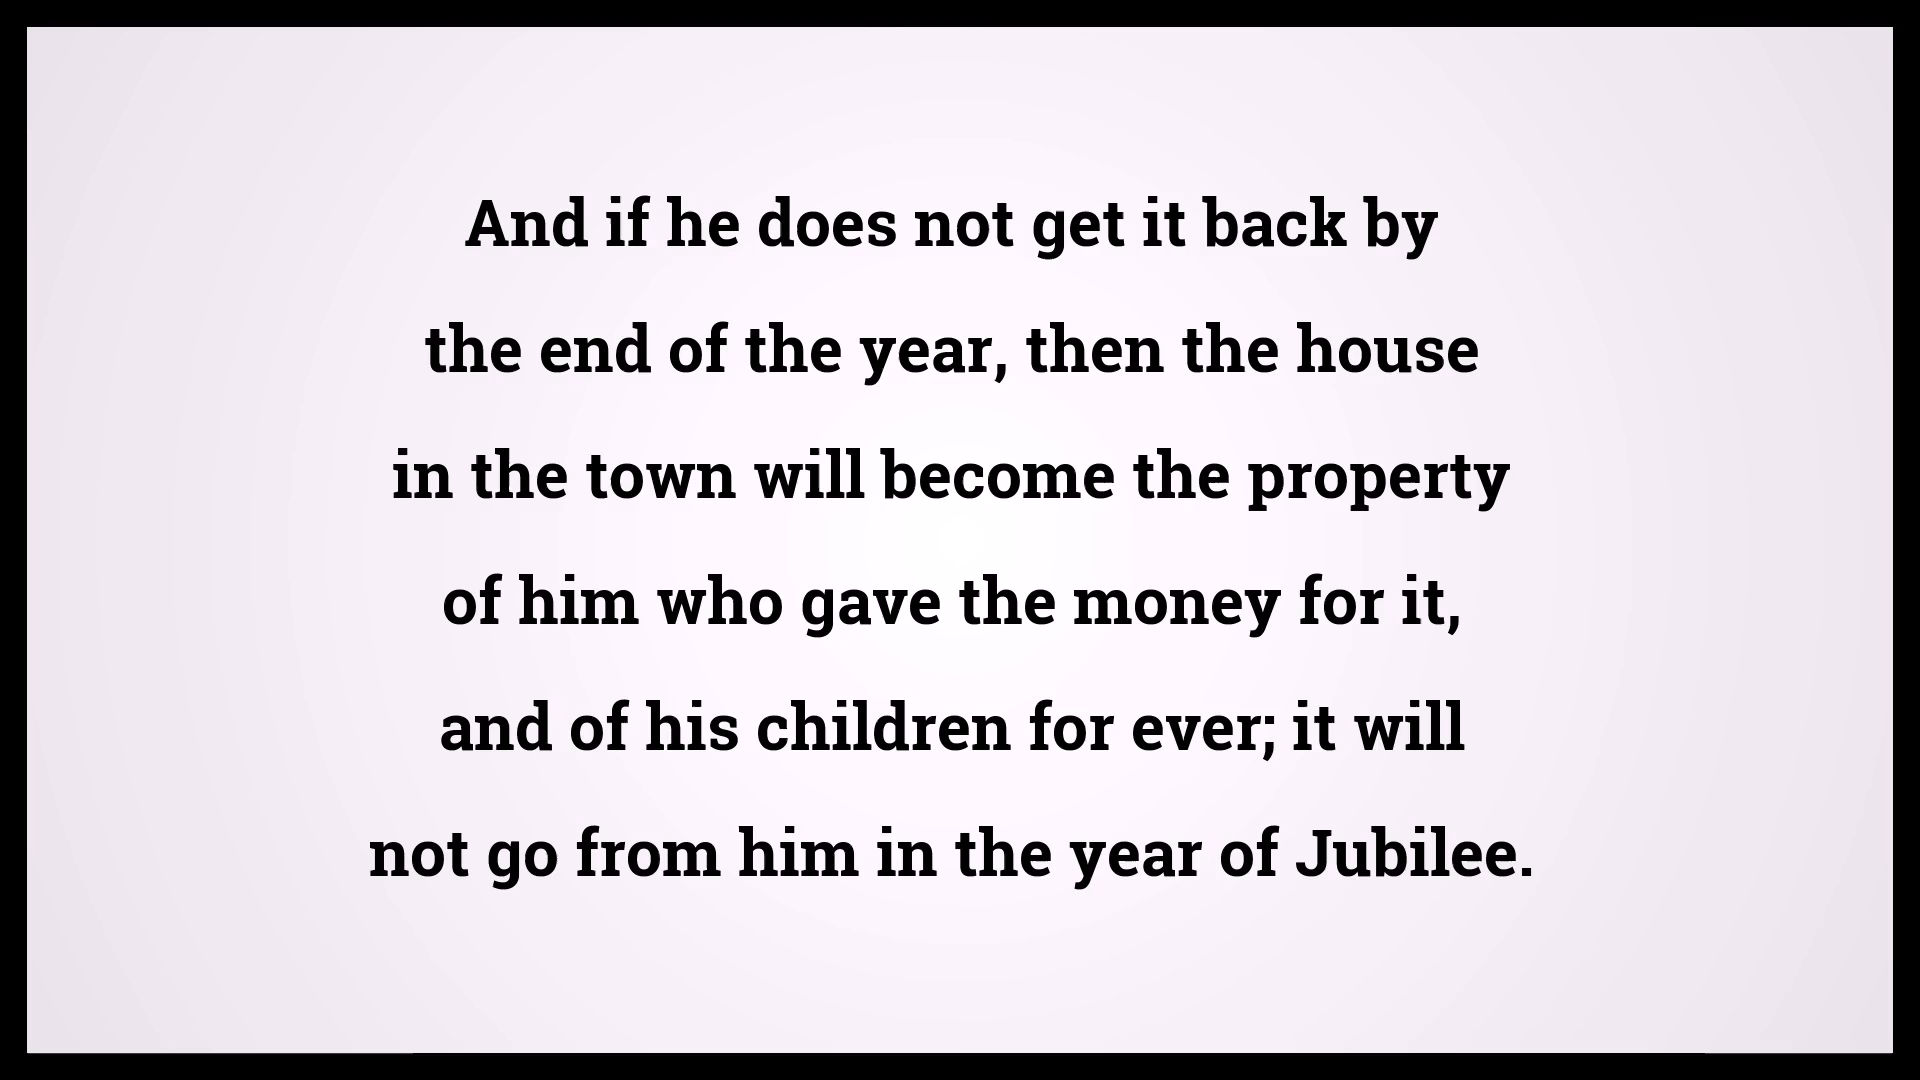 And if he does not get it back by
the end of the year, then the house
in the town will become the property
of him who gave the money for it,
and of his children for ever; it will
not go from him in the year of Jubilee.